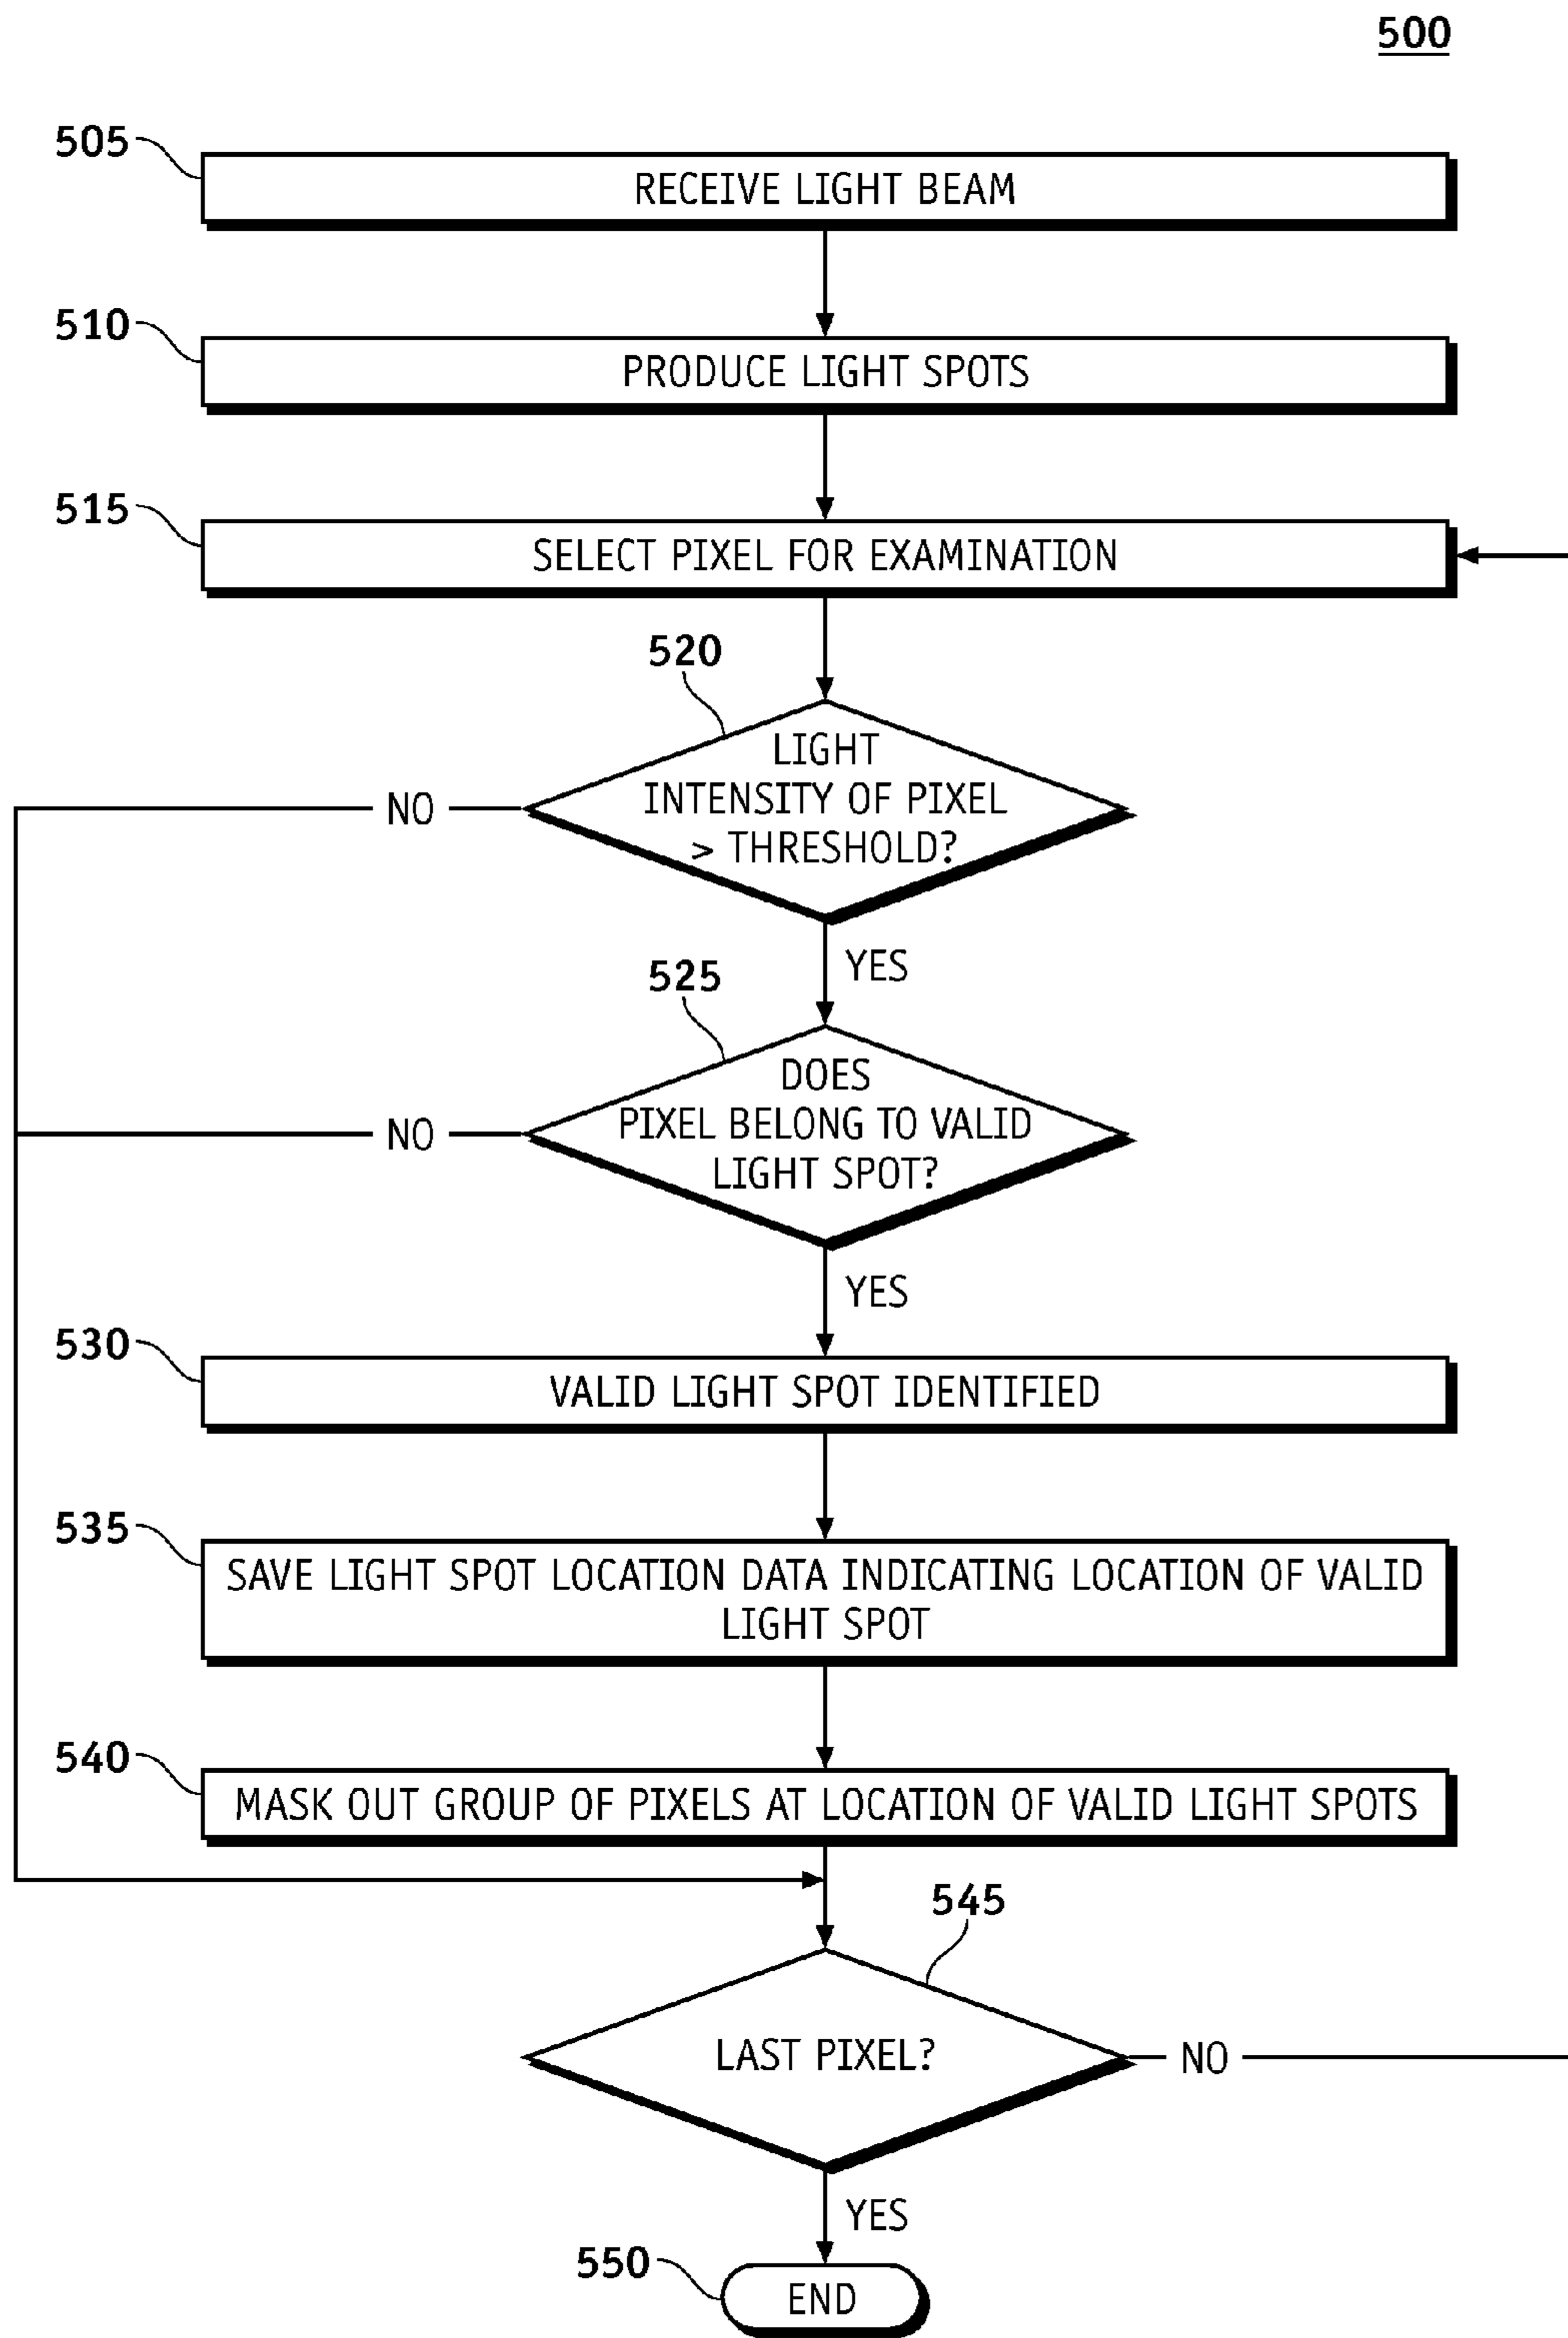 500
505
RECEIVE LIGHT BEAM
510
PRODUCE LIGHT SPOTS
515
SELECT PIXEL FOR EXAMINATION
520
LIGHT
INTENSITY OF PIXEL
> THRESHOLD?
NO
YES
525
DOES
PIXEL BELONG TO VALID
LIGHT SPOT?
NO
YES
530
VALID LIGHT SPOT IDENTIFIED
535
SAVE LIGHT SPOT LOCATION DATA INDICATING LOCATION OF VALID
LIGHT SPOT
540
MASK OUT GROUP OF PIXELS AT LOCATION OF VALID LIGHT SPOTS
545
LAST PIXEL?
NO
YES
550
END